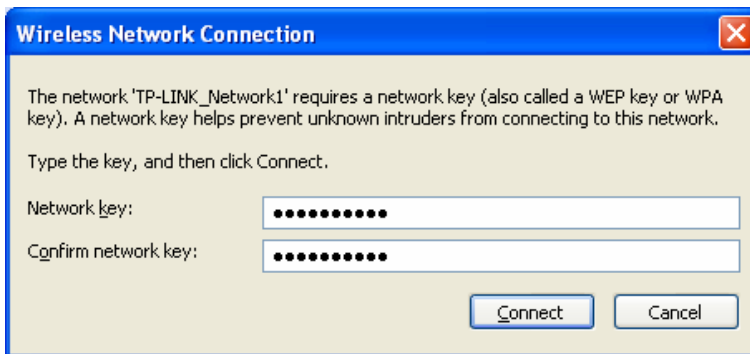 Wireless Network Connection
The network 'TP-LINK_Network1' requires a network key (also called a WEP key or WPA
key). A network key helps prevent unknown intruders from connecting to this network.
Type the key, and then click Connect.
Network key: ●●●●●●●●●●
Confirm network key: ●●●●●●●●●●
Connect Cancel